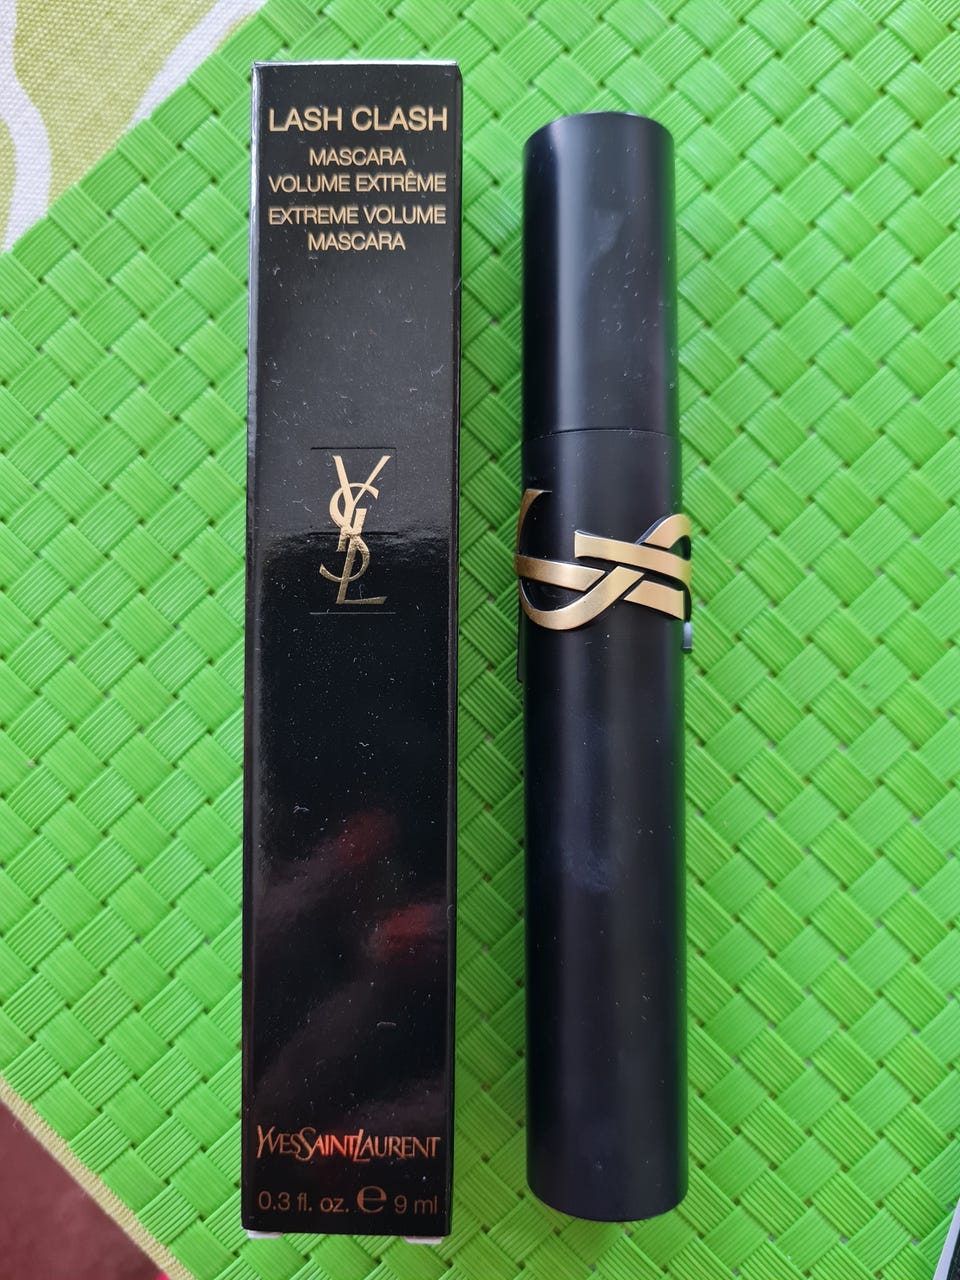 LASH CLASH
MASCARA
VOLUME EXTRÊME
EXTREME VOLUME
MASCARA
YSL
YVESSAINTLAURENT
0.3 fl. oz. e 9 ml